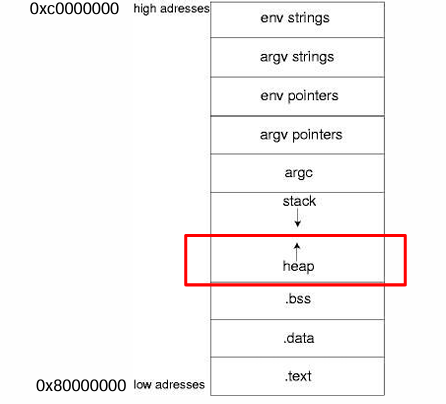 0xc0000000 high adresses
env strings
argv strings
env pointers
argv pointers
argc
stack
heap
.bss
.data
.text
0x80000000 low adresses